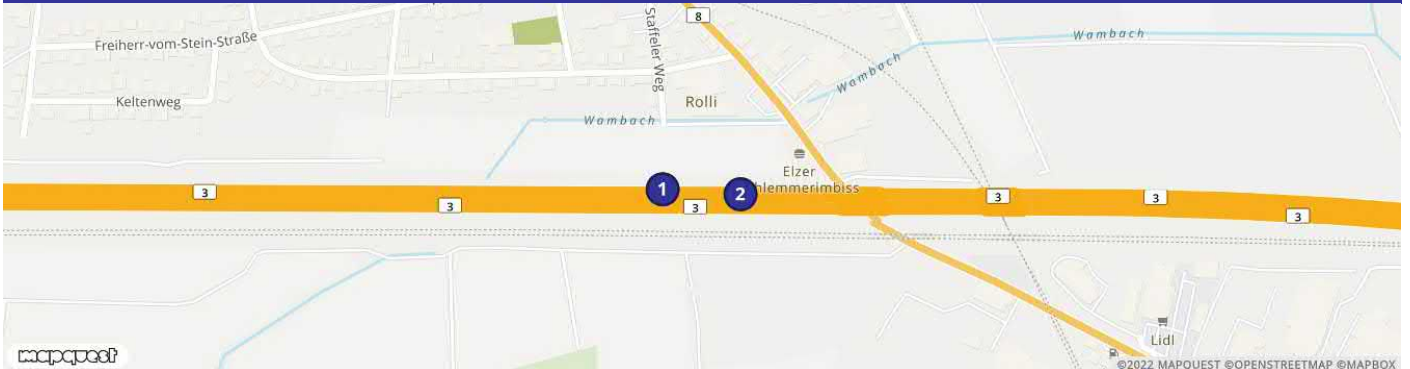 8
Wambach
Freiherr-vom-Stein-Straße
Staffeler Weg
Wambach
Keltenweg
Rolli
Wambach
Elzer
hlemmerimbiss
1
2
3
3
3
3
3
3
Lidl
mapquest
©2022 MAPQUEST ©OPENSTREETMAP ©MAPBOX